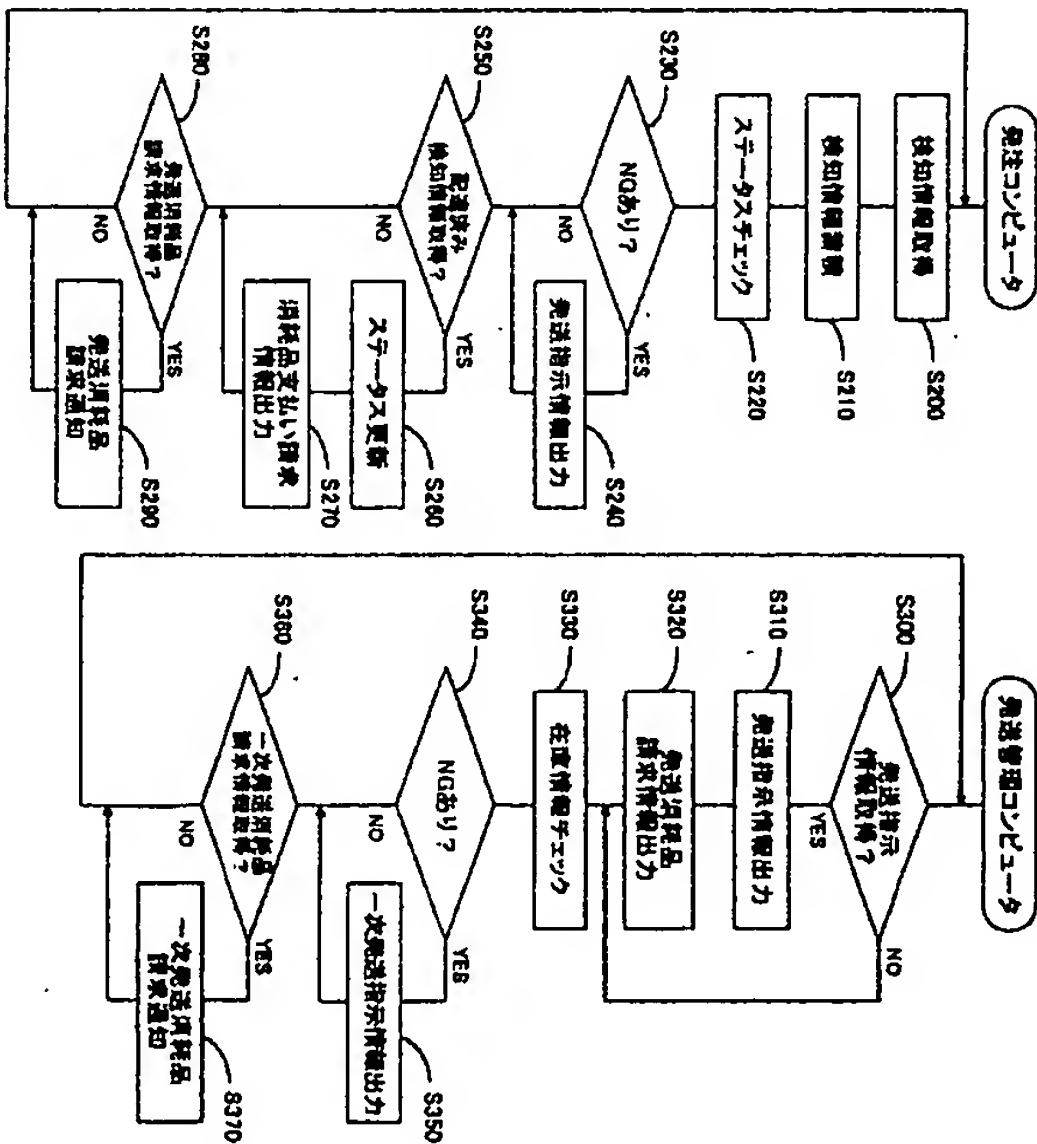 発注コンピュータ
検知情報取得
S200
検知情報蓄積
S210
ステータスチェック
S220
S230
NGあり?
YES
NO
発送指示情報出力
S240
S250
配送済み
検知情報取得?
YES
NO
ステータス更新
S260
消耗品支払い請求
情報出力
S270
S280
発送消耗品
請求情報取得?
YES
NO
発送消耗品
請求通知
S290
発送管理コンピュータ
S300
発送指示
情報取得?
YES
NO
S310
発送指示情報出力
S320
発送消耗品
請求情報出力
S330
在庫情報チェック
S340
NGあり?
YES
NO
一次発送指示情報出力
S350
S360
一次発送消耗品
請求情報取得?
YES
NO
一次発送消耗品
請求通知
S370